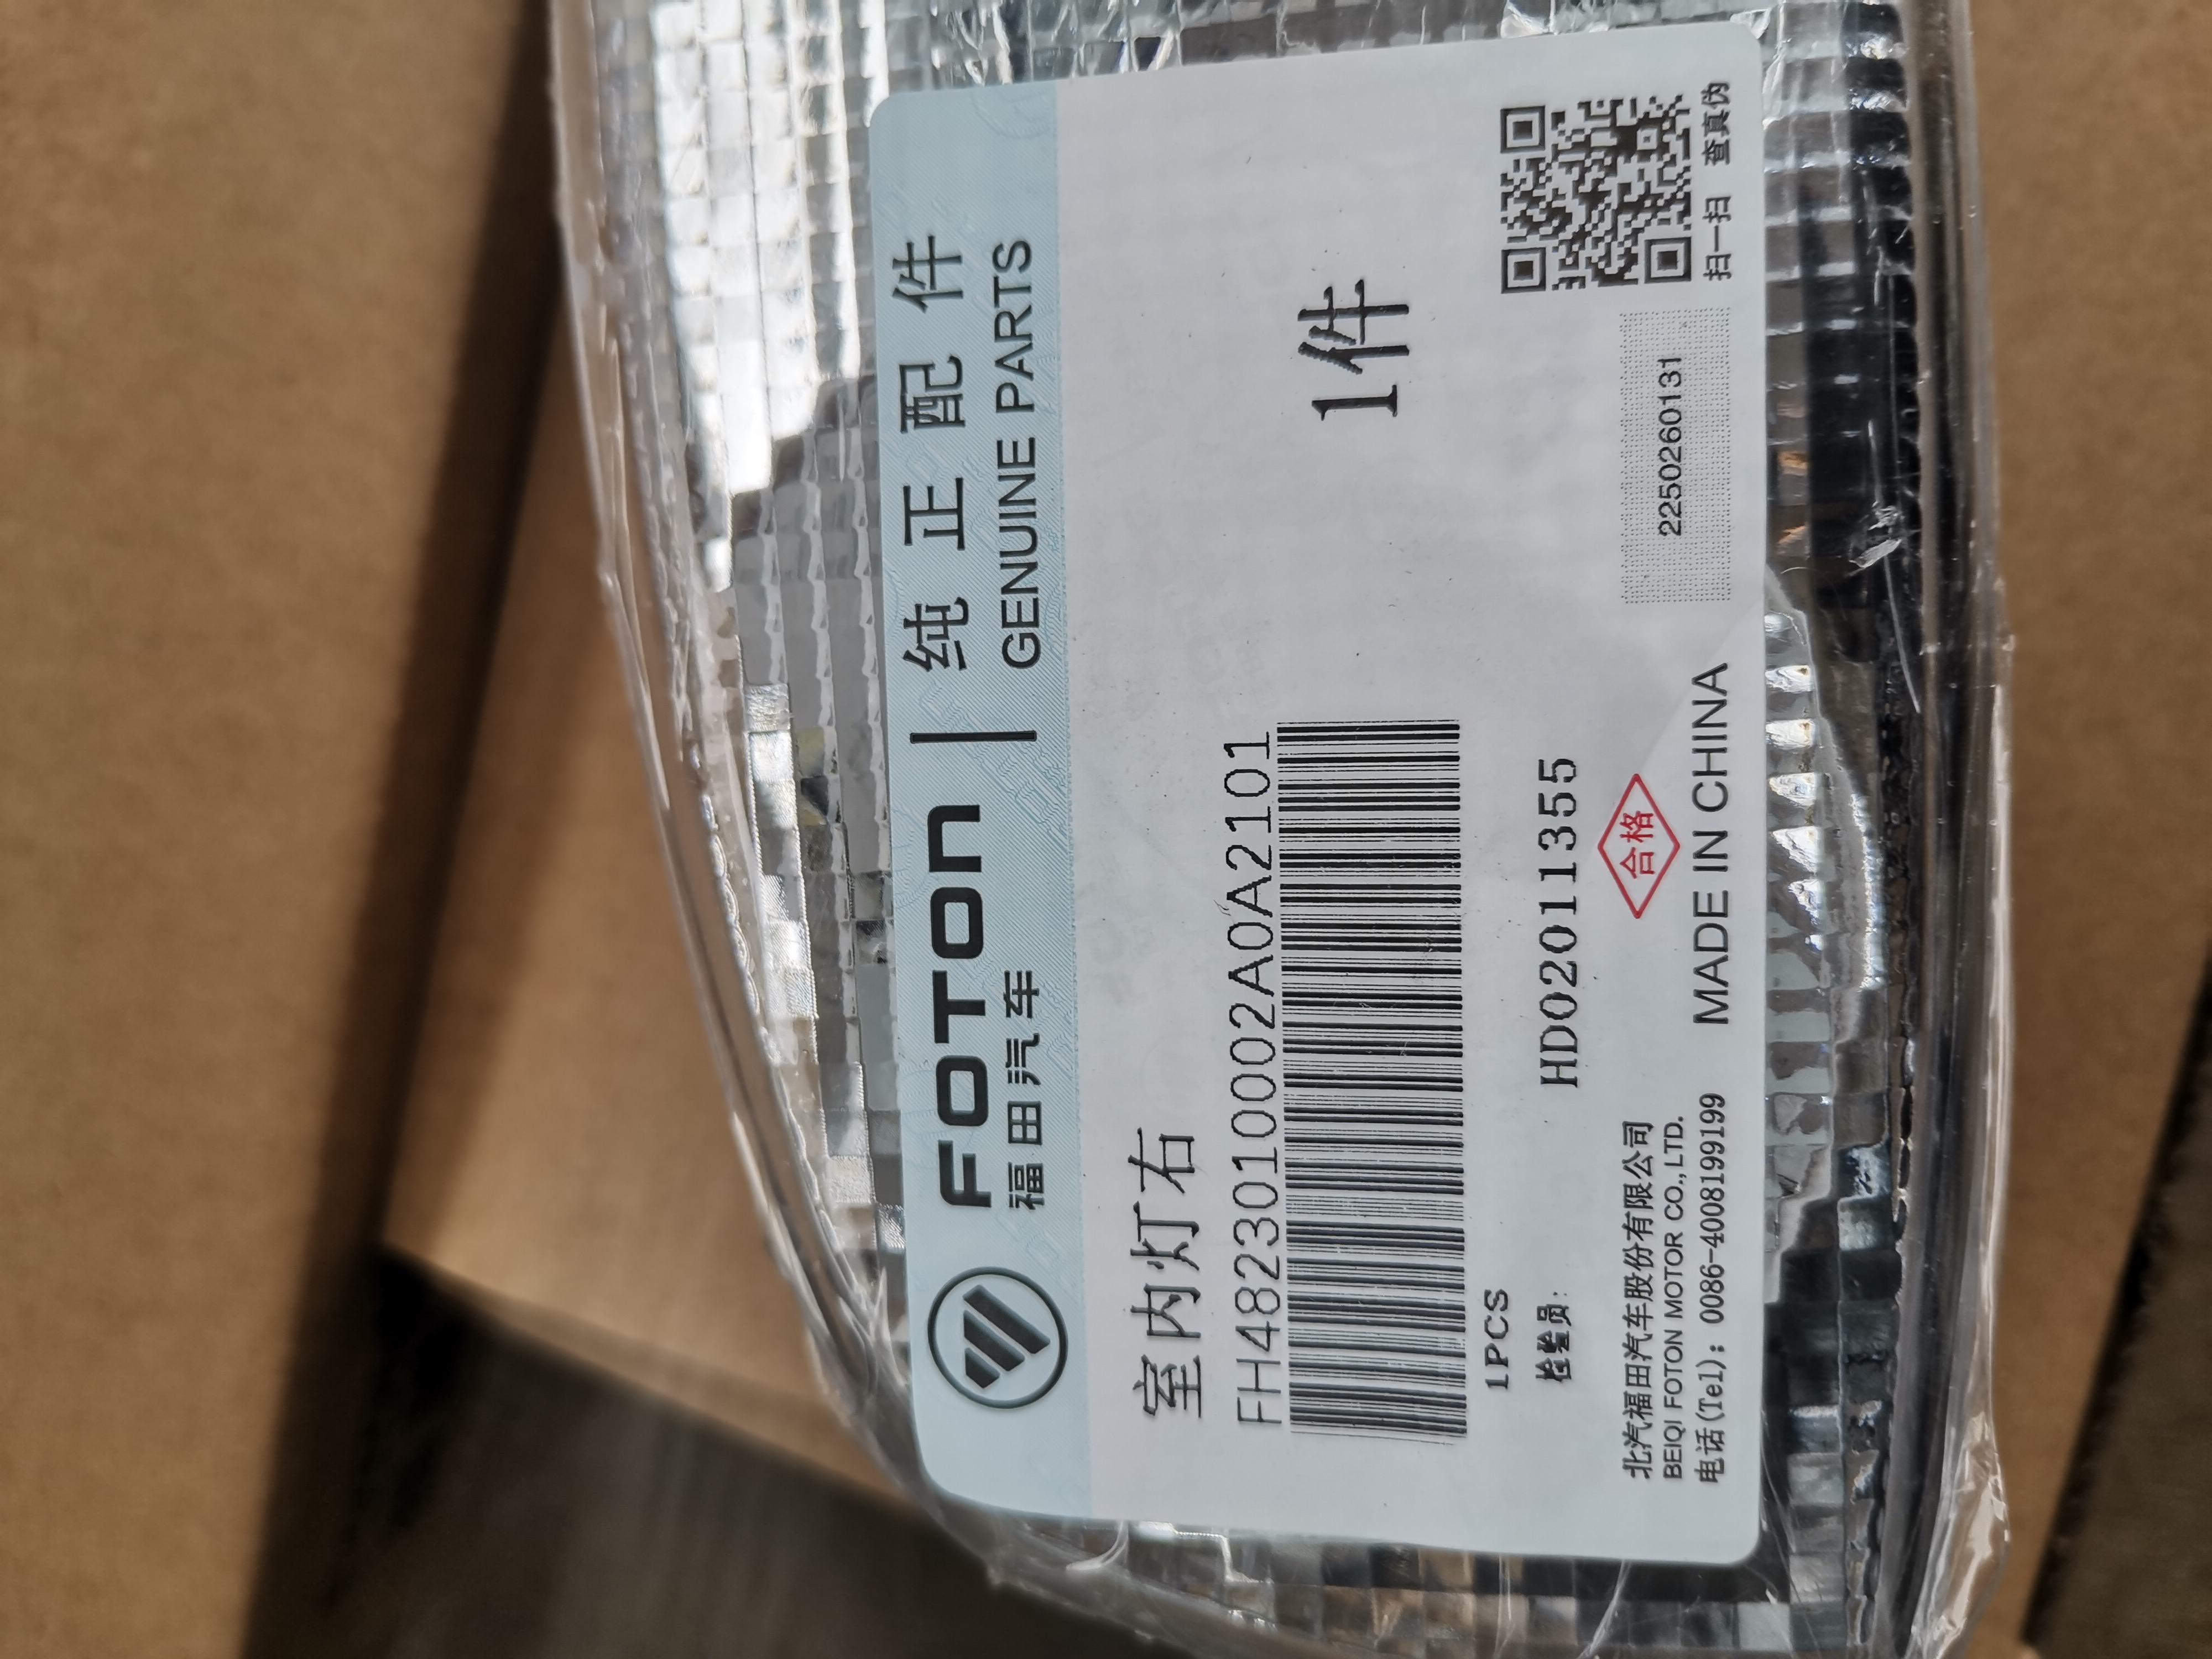 FOTON | 纯正配件
福田汽车 GENUINE PARTS
室内灯右
FH4823010002A0A2101
1件
1PCS
检验员:
HD02011355
合格
北汽福田汽车股份有限公司
BEIQI FOTON MOTOR CO.,LTD.
电话(Tel): 0086-4008199199
MADE IN CHINA
2250260131
扫一扫 查真伪